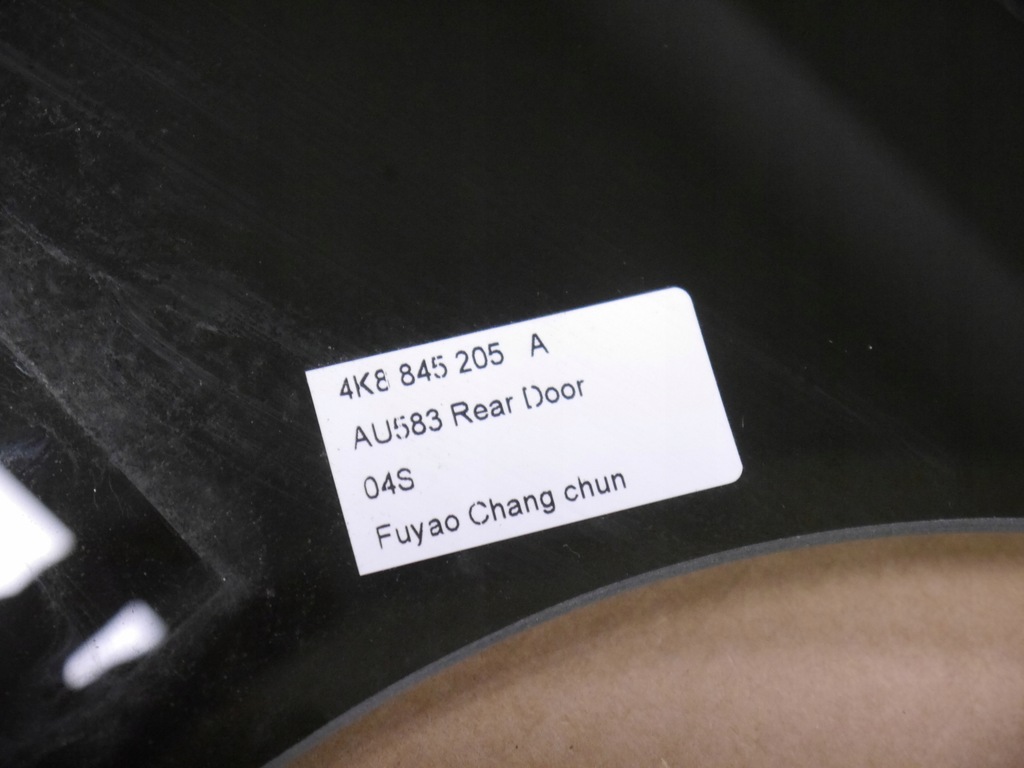 4K8 845 205 A
AU583 Rear Door
04S
Fuyao Chang chun